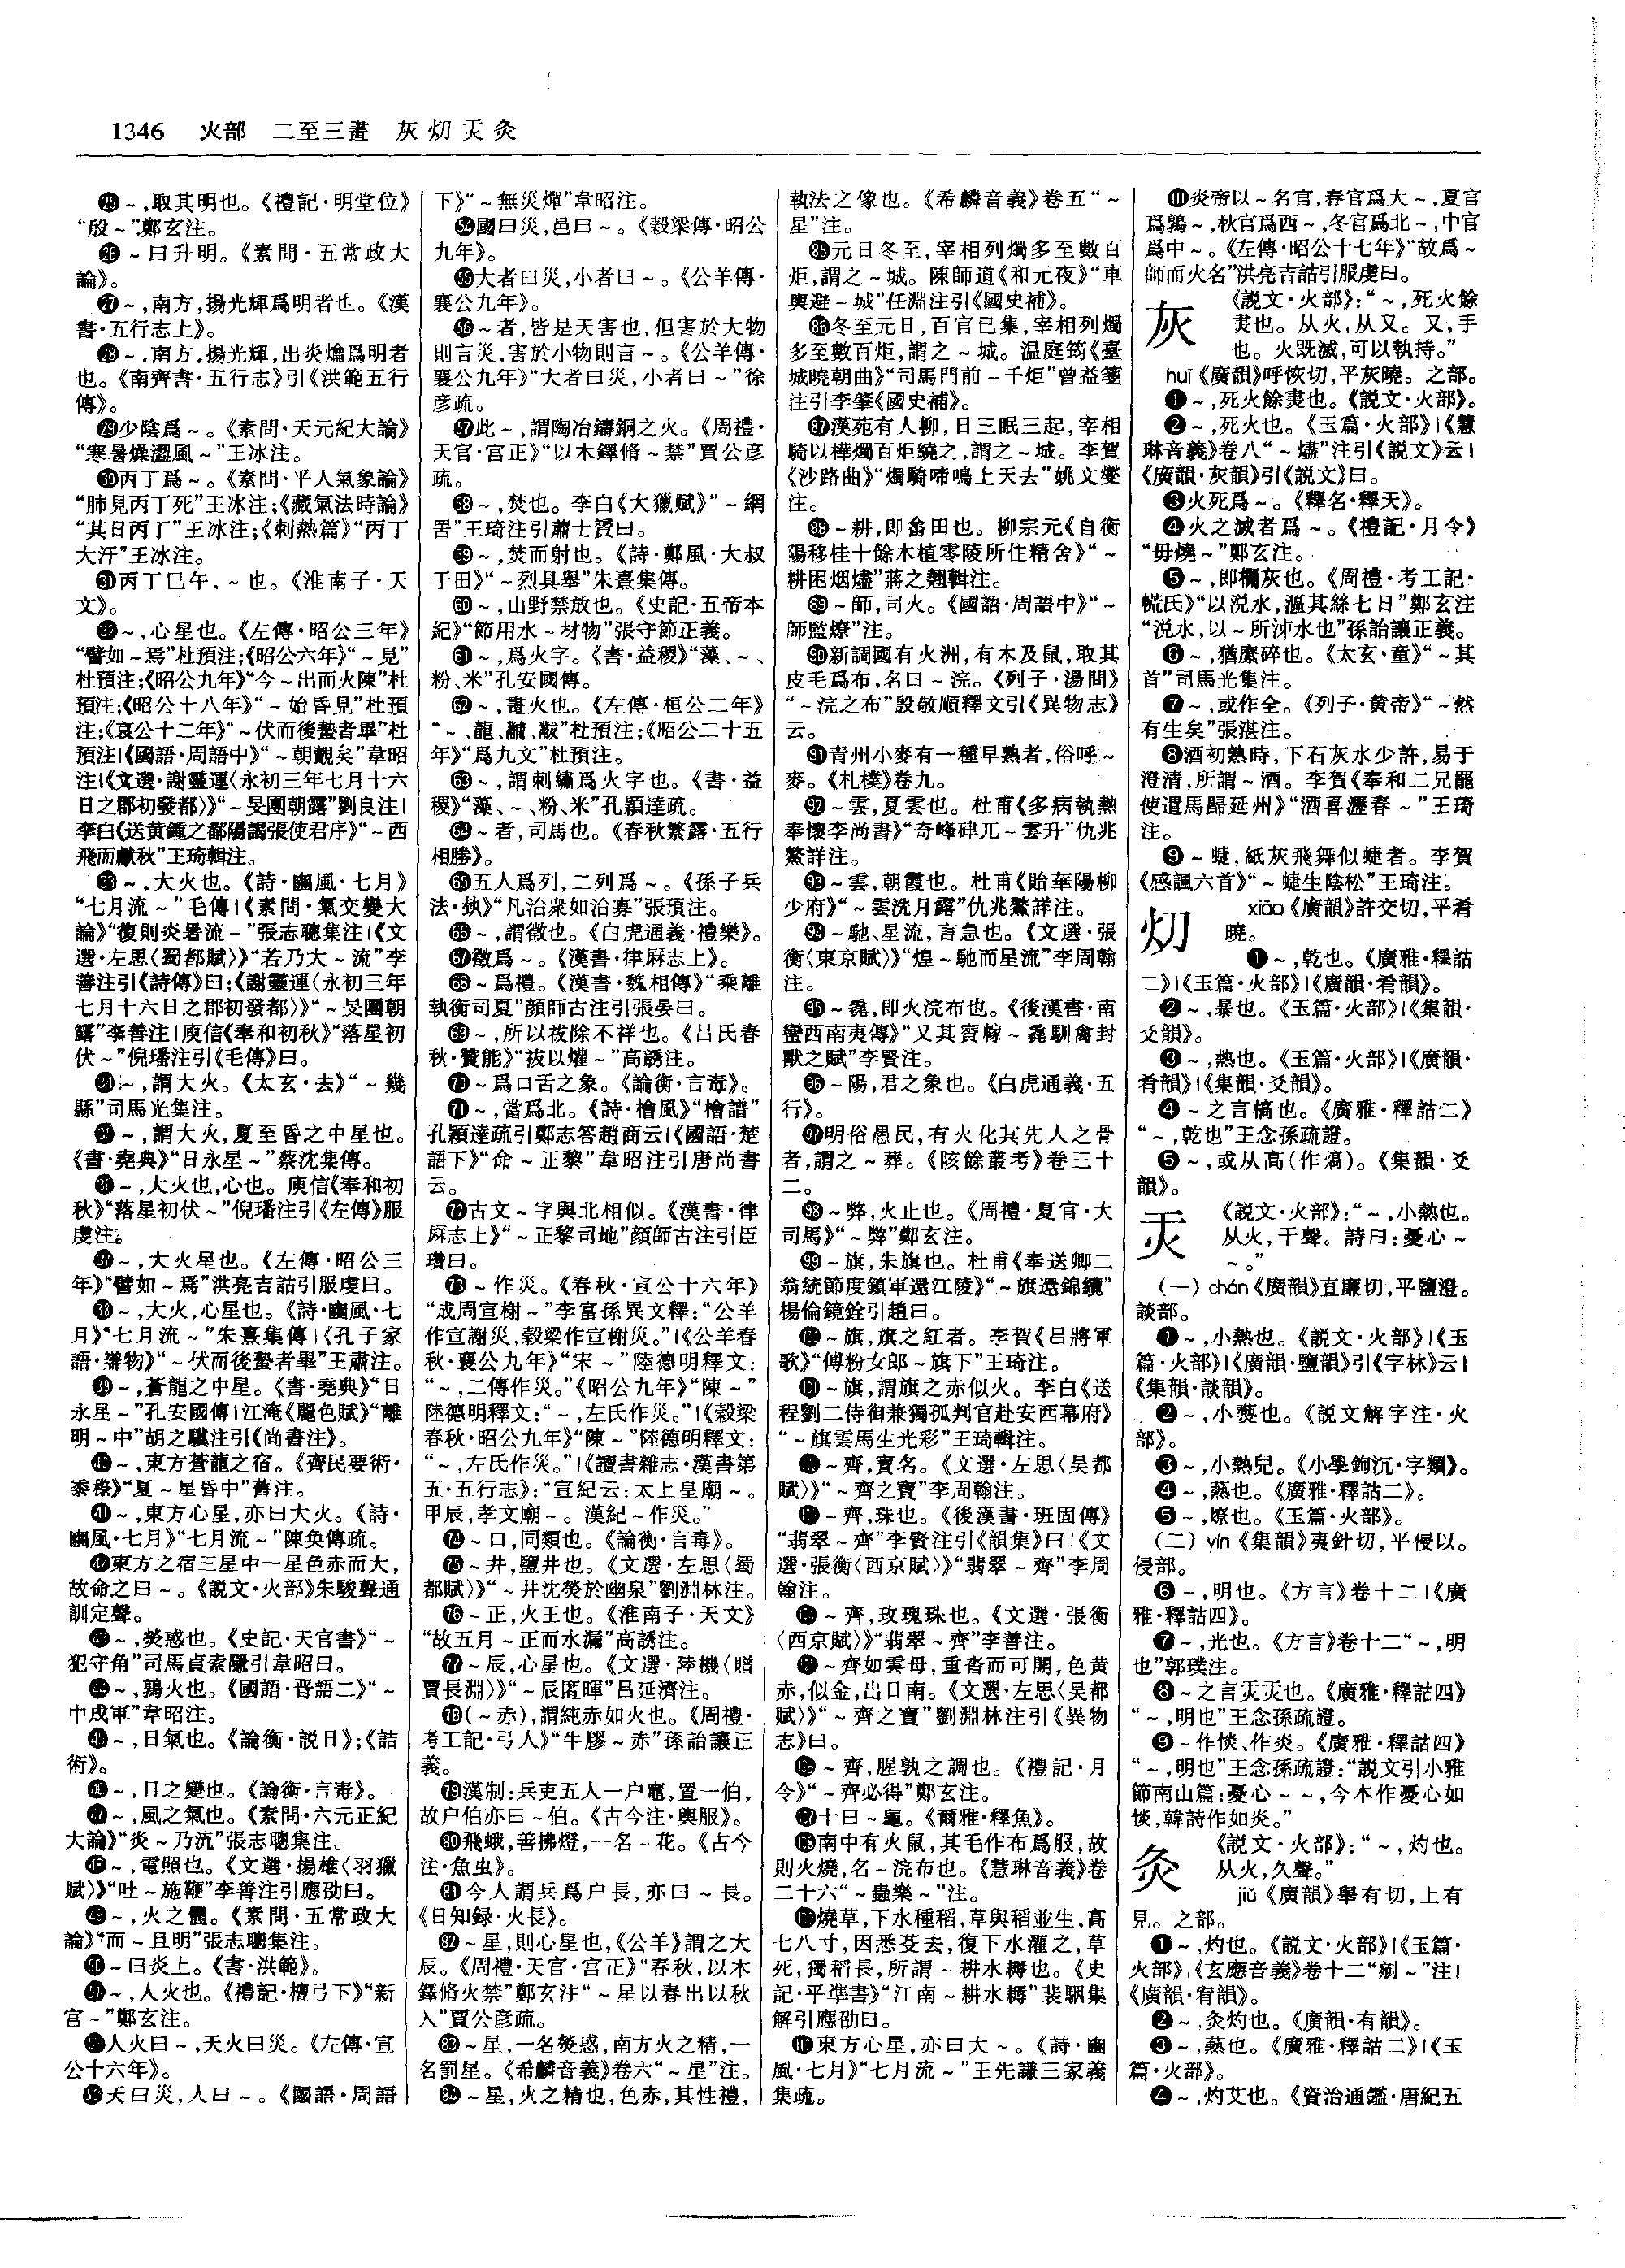 1346 火部 二至三畫 灰灱灾灸
㉕～,取其明也。《禮記·明堂位》
“殷～”鄭玄注。
㉖～曰升明。《素問·五常政大
論》。
㉗～,南方,揚光輝爲明者也。《漢
書·五行志上》。
㉘～,南方,揚光輝,出炎爚爲明者
也。《南齊書·五行志》引《洪範五行
傳》。
㉙少陰爲～。《素問·天元紀大論》
“寒暑燥濕風～”王冰注。
㉚丙丁爲～。《素問·平人氣象論》
“肺見丙丁死”王冰注;《藏氣法時論》
“其日丙丁”王冰注;《刺熱篇》“丙丁
大汗”王冰注。
㉛丙丁巳午,～也。《淮南子·天
文》。
㉜～,心星也。《左傳·昭公三年》
“譬如～焉”杜預注;《昭公六年》“～見”
杜預注;《昭公九年》“今～出而火陳”杜
預注;《昭公十八年》“～始昏見”杜預
注;《哀公十二年》“～伏而後蟄者畢”杜
預注|《國語·周語中》“～朝覿矣”韋昭
注|《文選·謝靈運〈永初三年七月十六
日之郡初發都〉》“～旻團朝露”劉良注|
李白《送黄鐘之鄱陽謁張使君序》“～西
飛而獻秋”王琦輯注。
㉝～,大火也。《詩·豳風·七月》
“七月流～”毛傳|《素問·氣交變大
論》“復則炎暑流～”張志聰集注|《文
選·左思〈蜀都賦〉》“若乃大～流”李
善注引《詩傳》曰;《謝靈運〈永初三年
七月十六日之郡初發都〉》“～旻團朝
露”李善注|庾信《奉和初秋》“落星初
伏～”倪璠注引《毛傳》曰。
㉞～,謂大火。《太玄·去》“～幾
縣”司馬光集注。
㉟～,謂大火,夏至昏之中星也。
《書·堯典》“日永星～”蔡沈集傳。
㊱～,大火也,心也。庾信《奉和初
秋》“落星初伏～”倪璠注引《左傳》服
虔注。
㊲～,大火星也。《左傳·昭公三
年》“譬如～焉”洪亮吉詁引服虔曰。
㊳～,大火,心星也。《詩·豳風·七
月》“七月流～”朱熹集傳|《孔子家
語·辯物》“～伏而後蟄者畢”王肅注。
㊴～,蒼龍之中星。《書·堯典》“日
永星～”孔安國傳|江淹《麗色賦》“離
明～中”胡之驥注引《尚書注》。
㊵～,東方蒼龍之宿。《齊民要術·
黍穄》“夏～星昏中”舊注。
㊶～,東方心星,亦曰大火。《詩·
豳風·七月》“七月流～”陳奂傳疏。
㊷東方之宿三星中一星色赤而大,
故命之曰～。《説文·火部》朱駿聲通
訓定聲。
㊸～,熒惑也。《史記·天官書》“～
犯守角”司馬貞索隱引韋昭曰。
㊹～,鶉火也。《國語·晋語二》“～
中成軍”韋昭注。
㊺～,日氣也。《論衡·説日》;《詰
術》。
㊻～,日之變也。《論衡·言毒》。
㊼～,風之氣也。《素問·六元正紀
大論》“炎～乃沉”張志聰集注。
㊽～,電照也。《文選·揚雄〈羽獵
賦〉》“吐～施鞭”李善注引應劭曰。
㊾～,火之體。《素問·五常政大
論》“而～且明”張志聰集注。
㊿～曰炎上。《書·洪範》。
51～,人火也。《禮記·檀弓下》“新
宫～”鄭玄注。
52人火曰～,天火曰災。《左傳·宣
公十六年》。
53天曰災,人曰～。《國語·周語
下》“～無災燀”韋昭注。
54國曰災,邑曰～。《穀梁傳·昭公
九年》。
55大者曰災,小者曰～。《公羊傳·
襄公九年》。
56～者,皆是天害也,但害於大物
則言災,害於小物則言～。《公羊傳·
襄公九年》“大者曰災,小者曰～”徐
彦疏。
57此～,謂陶冶鑄銅之火。《周禮·
天官·宫正》“以木鐸脩～禁”賈公彦
疏。
58～,焚也。李白《大獵賦》“～網
罟”王琦注引蕭士贇曰。
59～,焚而射也。《詩·鄭風·大叔
于田》“～烈具舉”朱熹集傳。
60～,山野禁放也。《史記·五帝本
紀》“節用水～材物”張守節正義。
61～,爲火字。《書·益稷》“藻、～、
粉、米”孔安國傳。
62～,畫火也。《左傳·桓公二年》
“～、龍、黼、黻”杜預注;《昭公二十五
年》“爲九文”杜預注。
63～,謂刺繡爲火字也。《書·益
稷》“藻、～、粉、米”孔穎達疏。
64～者,司馬也。《春秋繁露·五行
相勝》。
65五人爲列,二列爲～。《孫子兵
法·埶》“凡治衆如治寡”張預注。
66～,謂徵也。《白虎通義·禮樂》。
67徵爲～。《漢書·律厤志上》。
68～爲禮。《漢書·魏相傳》“乘離
執衡司夏”顔師古注引張晏曰。
69～,所以祓除不祥也。《吕氏春
秋·贊能》“祓以爟～”高誘注。
70～爲口舌之象。《論衡·言毒》。
71～,當爲北。《詩·檜風》“檜譜”
孔穎達疏引鄭志答趙商云|《國語·楚
語下》“命～正黎”韋昭注引唐尚書
云。
72古文～字與北相似。《漢書·律
厤志上》“～正黎司地”顔師古注引臣
瓚曰。
73～作災。《春秋·宣公十六年》
“成周宣榭～”李富孫異文釋:“公羊
作宣謝災,穀梁作宣榭災。”|《公羊春
秋·襄公九年》“宋～”陸德明釋文:
“～,二傳作災。”《昭公九年》“陳～”
陸德明釋文:“～,左氏作災。”|《穀梁
春秋·昭公九年》“陳～”陸德明釋文:
“～,左氏作災。”|《讀書雜志·漢書第
五·五行志》:“宣紀云:太上皇廟～。
甲辰,孝文廟～。漢紀～作災。”
74～口,同類也。《論衡·言毒》。
75～井,鹽井也。《文選·左思〈蜀
都賦〉》“～井沈熒於幽泉”劉淵林注。
76～正,火王也。《淮南子·天文》
“故五月～正而水漏”高誘注。
77～辰,心星也。《文選·陸機〈贈
賈長淵〉》“～辰匿暉”吕延濟注。
78(～赤),謂純赤如火也。《周禮·
考工記·弓人》“牛膠～赤”孫詒讓正
義。
79漢制:兵吏五人一户竈,置一伯,
故户伯亦曰～伯。《古今注·輿服》。
80飛蛾,善拂燈,一名～花。《古今
注·魚虫》。
81今人謂兵爲户長,亦曰～長。
《日知録·火長》。
82～星,則心星也,《公羊》謂之大
辰。《周禮·天官·宫正》“春秋,以木
鐸脩火禁”鄭玄注“～星以春出以秋
入”賈公彦疏。
83～星,一名熒惑,南方火之精,一
名罰星。《希麟音義》卷六“～星”注。
84～星,火之精也,色赤,其性禮,
執法之像也。《希麟音義》卷五“～
星”注。
85元日冬至,宰相列燭多至數百
炬,謂之～城。陳師道《和元夜》“車
輿避～城”任淵注引《國史補》。
86冬至元日,百官已集,宰相列燭
多至數百炬,謂之～城。温庭筠《臺
城曉朝曲》“司馬門前～千炬”曾益箋
注引李肇《國史補》。
87漢苑有人柳,日三眠三起,宰相
騎以樺燭百炬繞之,謂之～城。李賀
《沙路曲》“燭騎啼鳴上天去”姚文燮
注。
88～耕,即畬田也。柳宗元《自衡
陽移桂十餘木植零陵所住精舍》“～
耕困烟燼”蔣之翹輯注。
89～師,司火。《國語·周語中》“～
師監燎”注。
90新調國有火洲,有木及鼠,取其
皮毛爲布,名曰～浣。《列子·湯問》
“～浣之布”殷敬順釋文引《異物志》
云。
91青州小麥有一種早熟者,俗呼～
麥。《札樸》卷九。
92～雲,夏雲也。杜甫《多病執熱
奉懷李尚書》“奇峰硉兀～雲升”仇兆
鰲詳注。
93～雲,朝霞也。杜甫《貽華陽柳
少府》“～雲洗月露”仇兆鰲詳注。
94～馳、星流,言急也。《文選·張
衡〈東京賦〉》“煌～馳而星流”李周翰
注。
95～毳,即火浣布也。《後漢書·南
蠻西南夷傳》“又其賨幏～毳馴禽封
獸之賦”李賢注。
96～陽,君之象也。《白虎通義·五
行》。
97明俗愚民,有火化其先人之骨
者,謂之～葬。《陔餘叢考》卷三十
二。
98～弊,火止也。《周禮·夏官·大
司馬》“～弊”鄭玄注。
99～旗,朱旗也。杜甫《奉送卿二
翁統節度鎮軍還江陵》“～旗還錦纜”
楊倫鏡銓引趙曰。
100～旗,旗之紅者。李賀《吕將軍
歌》“傅粉女郎～旗下”王琦注。
101～旗,謂旗之赤似火。李白《送
程劉二侍御兼獨孤判官赴安西幕府》
“～旗雲馬生光彩”王琦輯注。
102～齊,寶名。《文選·左思〈吴都
賦〉》“～齊之寶”李周翰注。
103～齊,珠也。《後漢書·班固傳》
“翡翠～齊”李賢注引《韻集》曰|《文
選·張衡〈西京賦〉》“翡翠～齊”李周
翰注。
104～齊,玫瑰珠也。《文選·張衡
〈西京賦〉》“翡翠～齊”李善注。
105～齊如雲母,重沓而可開,色黄
赤,似金,出日南。《文選·左思〈吴都
賦〉》“～齊之寶”劉淵林注引《異物
志》曰。
106～齊,腥孰之調也。《禮記·月
令》“～齊必得”鄭玄注。
107十曰～龜。《爾雅·釋魚》。
108南中有火鼠,其毛作布爲服,故
則火燒,名～浣布也。《慧琳音義》卷
二十六“～蟲樂～”注。
109燒草,下水種稻,草與稻並生,高
七八寸,因悉芟去,復下水灌之,草
死,獨稻長,所謂～耕水耨也。《史
記·平準書》“江南～耕水耨”裴駰集
解引應劭曰。
110東方心星,亦曰大～。《詩·豳
風·七月》“七月流～”王先謙三家義
集疏。
111炎帝以～名官,春官爲大～,夏官
爲鶉～,秋官爲西～,冬官爲北～,中官
爲中～。《左傳·昭公十七年》“故爲～
師而火名”洪亮吉詁引服虔曰。
灰 《説文·火部》:“～,死火餘
㶳也。从火,从又。又,手
也。火既滅,可以執持。”
huī《廣韻》呼恢切,平灰曉。之部。
❶～,死火餘㶳也。《説文·火部》。
❷～,死火也。《玉篇·火部》|《慧
琳音義》卷八“～燼”注引《説文》云|
《廣韻·灰韻》引《説文》曰。
❸火死爲～。《釋名·釋天》。
❹火之滅者爲～。《禮記·月令》
“毋燒～”鄭玄注。
❺～,即欄灰也。《周禮·考工記·
㡛氏》“以涚水,漚其絲七日”鄭玄注
“涚水,以～所泲水也”孫詒讓正義。
❻～,猶糜碎也。《太玄·童》“～其
首”司馬光集注。
❼～,或作全。《列子·黄帝》“～然
有生矣”張湛注。
❽酒初熟時,下石灰水少許,易于
澄清,所謂～酒。李賀《奉和二兄罷
使遣馬歸延州》“酒喜瀝春～”王琦
注。
❾～蜨,紙灰飛舞似蜨者。李賀
《感諷六首》“～蜨生陰松”王琦注。
灱 xiāo《廣韻》許交切,平肴
曉。
❶～,乾也。《廣雅·釋詁
二》|《玉篇·火部》|《廣韻·肴韻》。
❷～,暴也。《玉篇·火部》|《集韻·
爻韻》。
❸～,熱也。《玉篇·火部》|《廣韻·
肴韻》|《集韻·爻韻》。
❹～之言槁也。《廣雅·釋詁二》
“～,乾也”王念孫疏證。
❺～,或从高(作熇)。《集韻·爻
韻》。
灾 《説文·火部》:“～,小熱也。
从火,干聲。詩曰:憂心～
～。”
(一)chán《廣韻》直廉切,平鹽澄。
談部。
❶～,小熱也。《説文·火部》|《玉
篇·火部》|《廣韻·鹽韻》引《字林》云|
《集韻·談韻》。
❷～,小爇也。《説文解字注·火
部》。
❸～,小熱皃。《小學鉤沉·字類》。
❹～,爇也。《廣雅·釋詁二》。
❺～,燎也。《玉篇·火部》。
(二)yín《集韻》夷針切,平侵以。
侵部。
❻～,明也。《方言》卷十二|《廣
雅·釋詁四》。
❼～,光也。《方言》卷十二“～,明
也”郭璞注。
❽～之言炎炎也。《廣雅·釋詁四》
“～,明也”王念孫疏證。
❾～作惔、作炎。《廣雅·釋詁四》
“～,明也”王念孫疏證:“説文引小雅
節南山篇:憂心～～,今本作憂心如
惔,韓詩作如炎。”
灸 《説文·火部》:“～,灼也。
从火,久聲。”
jiǔ《廣韻》舉有切,上有
見。之部。
❶～,灼也。《説文·火部》|《玉篇·
火部》|《玄應音義》卷十二“剜～”注|
《廣韻·宥韻》。
❷～,灸灼也。《廣韻·有韻》。
❸～,爇也。《廣雅·釋詁二》|《玉
篇·火部》。
❹～,灼艾也。《資治通鑑·唐紀五